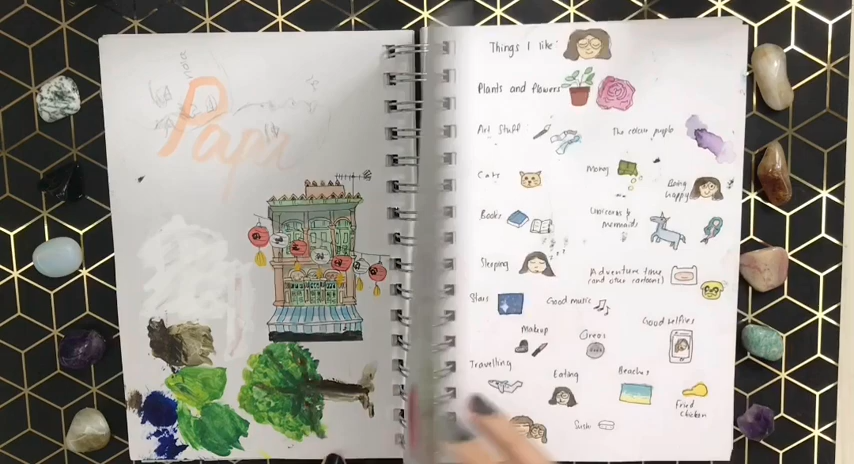 Papa
Things I like:
Plants and flowers
Art Stuff
The colour purple
Cats
Money
Being
happy
Books
Unicorns &
mermaids
Sleeping
Adventure time
(and other cartoons)
Stars
Good music
Good selfies
Makeup
Oreos
Travelling
Eating
Beaches
Fried
chicken
Sushi